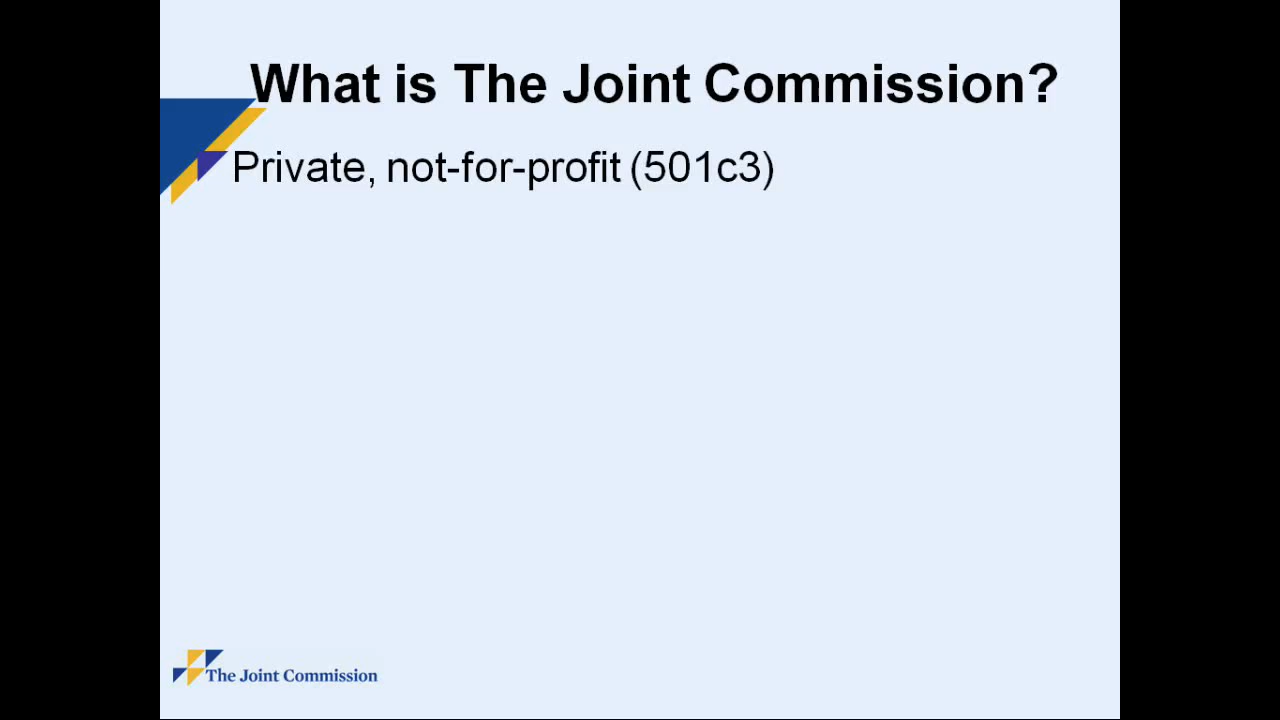 What is The Joint Commission?
Private, not-for-profit (501c3)
The Joint Commission